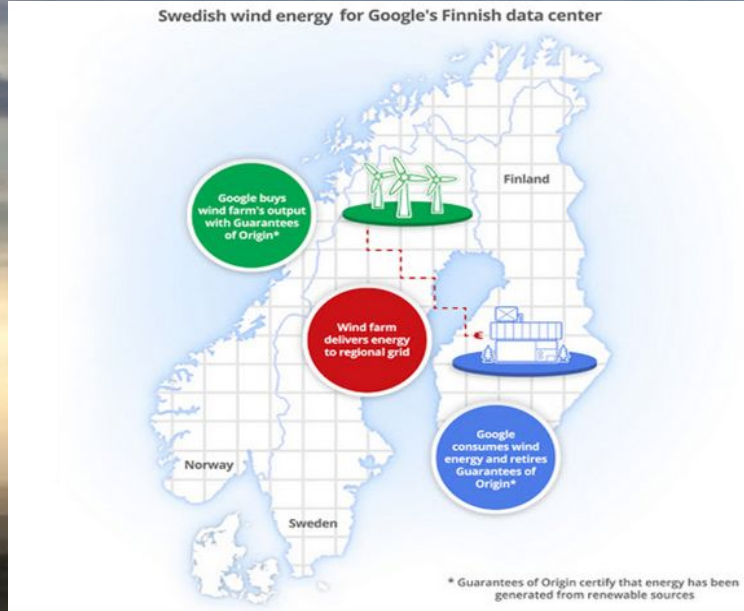 Swedish wind energy for Google's Finnish data center
Finland
Google buys
wind farm's output
with Guarantees
of Origin*
Wind farm
delivers energy
to regional grid
Google
consumes wind
energy and retires
Guarantees of
Origin*
Norway
Sweden
* Guarantees of Origin certify that energy has been
generated from renewable sources